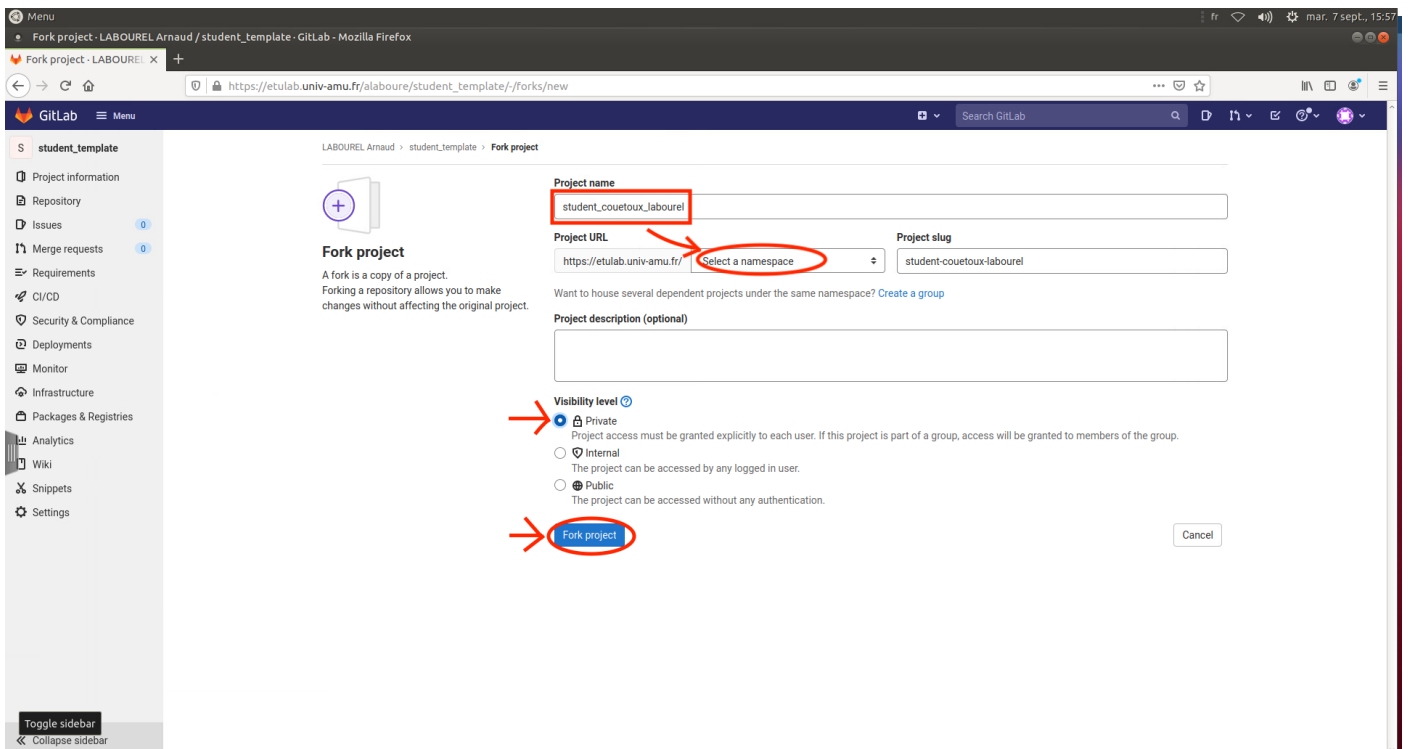 Menu
fr
mar. 7 sept., 15:57
Fork project · LABOUREL Arnaud / student_template · GitLab - Mozilla Firefox
Fork project · LABOUREL
https://etulab.univ-amu.fr/alaboure/student_template/-/forks/new
GitLab
Menu
Search GitLab
S student_template
Project information
Repository
Issues 0
Merge requests 0
Requirements
CI/CD
Security & Compliance
Deployments
Monitor
Infrastructure
Packages & Registries
Analytics
Wiki
Snippets
Settings
Toggle sidebar
Collapse sidebar
LABOUREL Arnaud > student_template > Fork project
Fork project
A fork is a copy of a project.
Forking a repository allows you to make
changes without affecting the original project.
Project name
student_couetoux_labourel
Project URL
https://etulab.univ-amu.fr/
Select a namespace
Project slug
student-couetoux-labourel
Want to house several dependent projects under the same namespace? Create a group
Project description (optional)
Visibility level
Private
Project access must be granted explicitly to each user. If this project is part of a group, access will be granted to members of the group.
Internal
The project can be accessed by any logged in user.
Public
The project can be accessed without any authentication.
Fork project
Cancel